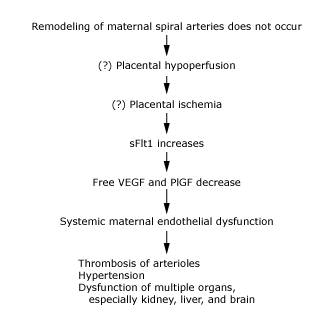 Remodeling of maternal spiral arteries does not occur
(?) Placental hypoperfusion
(?) Placental ischemia
sFlt1 increases
Free VEGF and PlGF decrease
Systemic maternal endothelial dysfunction
Thrombosis of arterioles
Hypertension
Dysfunction of multiple organs,
especially kidney, liver, and brain